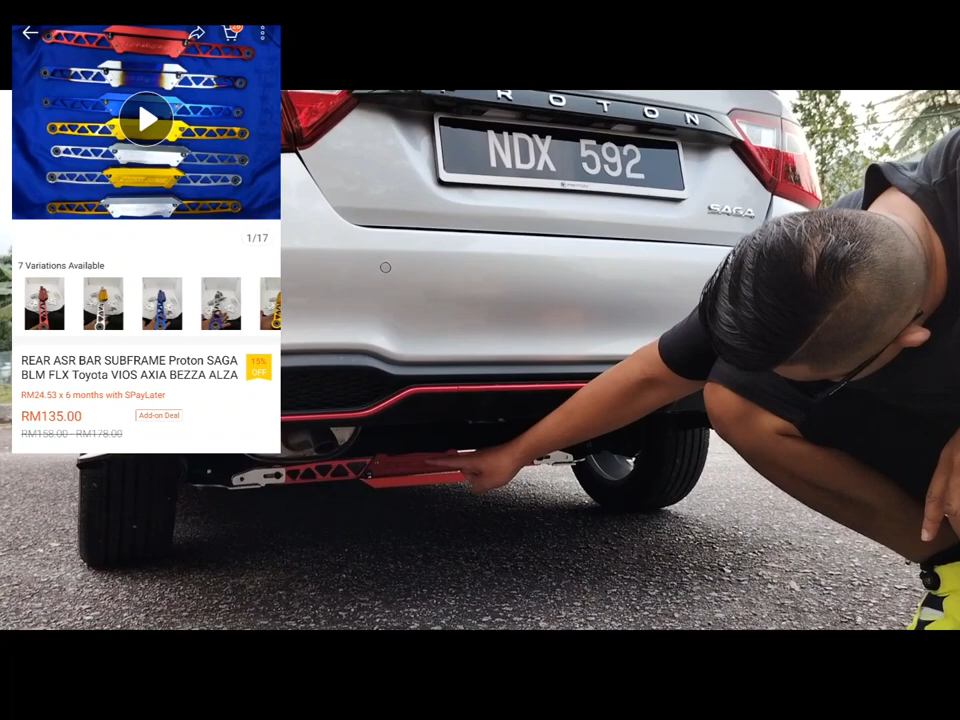 1/17
7 Variations Available
REAR ASR BAR SUBFRAME Proton SAGA
BLM FLX Toyota VIOS AXIA BEZZA ALZA
15%
OFF
RM24.53 x 6 months with SPayLater
RM135.00
Add-on Deal
RM158.00 - RM178.00
PROTON
NDX 592
SAGA